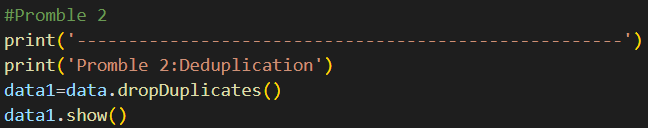 #Promble 2
print('-----------------------------------------------------')
print('Promble 2:Deduplication')
data1=data.dropDuplicates()
data1.show()